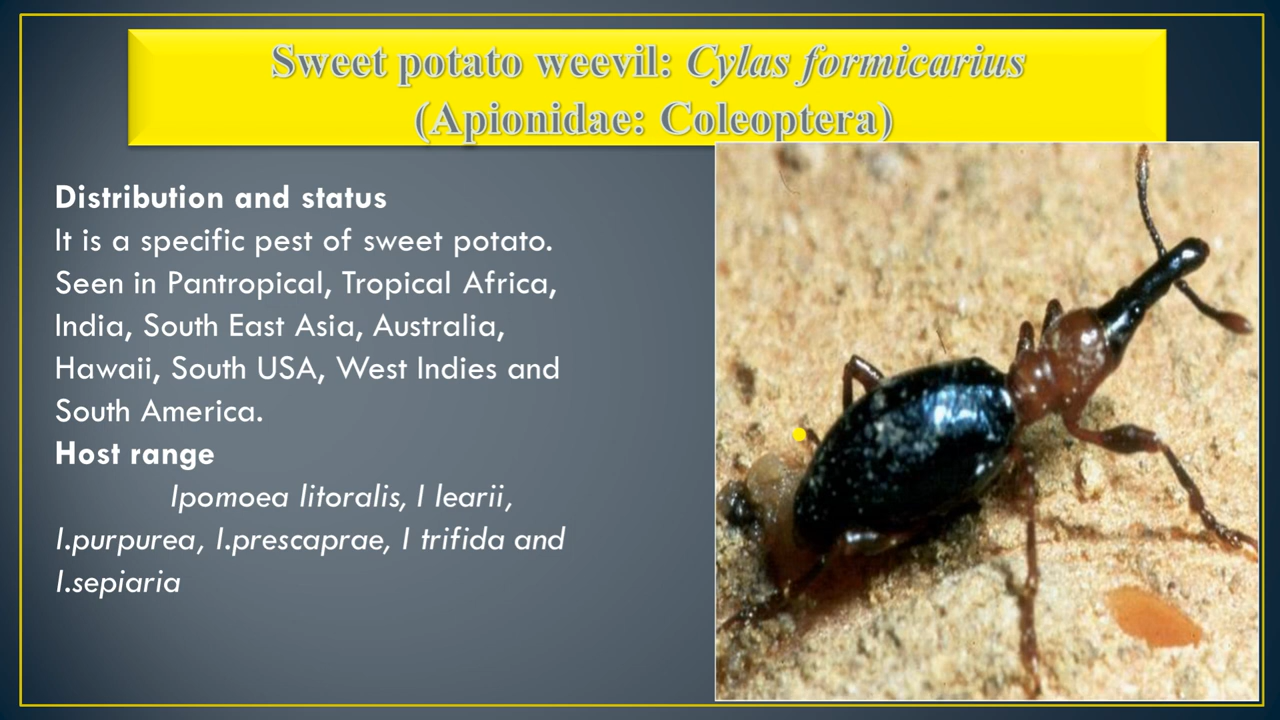 Sweet potato weevil: Cylas formicarius
(Apionidae: Coleoptera)
Distribution and status
It is a specific pest of sweet potato.
Seen in Pantropical, Tropical Africa,
India, South East Asia, Australia,
Hawaii, South USA, West Indies and
South America.
Host range
Ipomoea litoralis, I learii,
I.purpurea, I.prescaprae, I trifida and
I.sepiaria